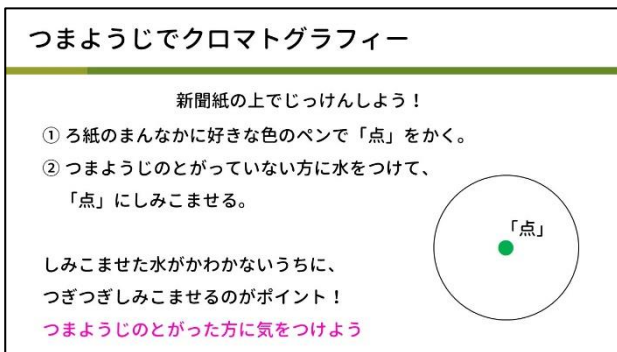 つまようじでクロマトグラフィー
新聞紙の上でじっけんしよう！
① ろ紙のまんなかに好きな色のペンで「点」をかく。
② つまようじのとがっていない方に水をつけて、
「点」にしみこませる。
「点」
しみこませた水がかわかないうちに、
つぎつぎしみこませるのがポイント！
つまようじのとがった方に気をつけよう